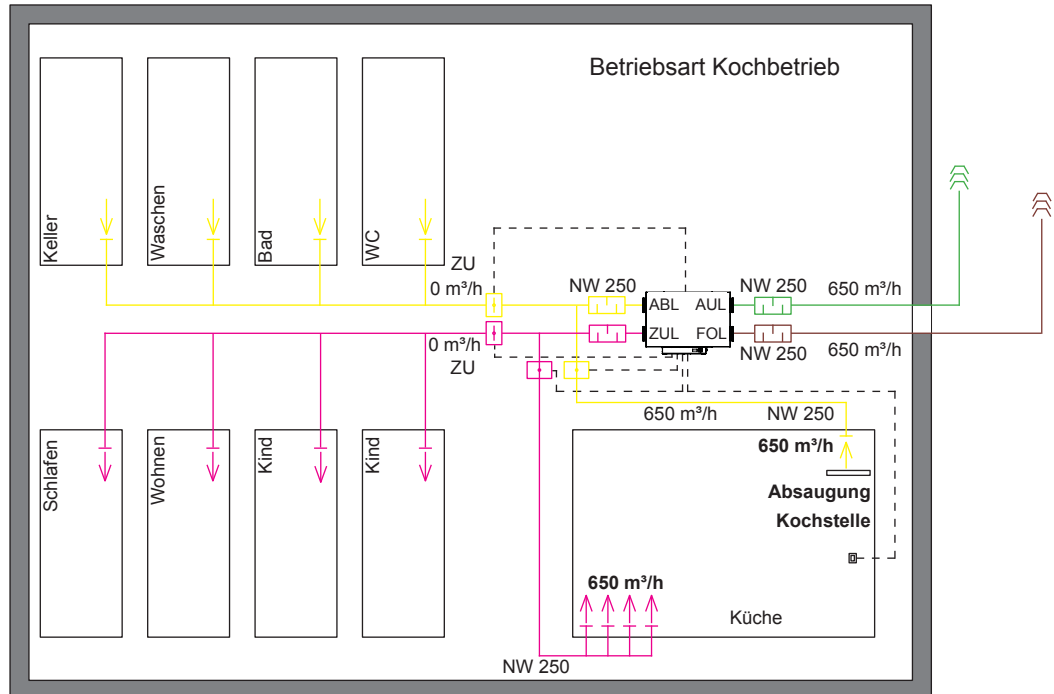 Betriebsart Kochbetrieb
Keller
Waschen
Bad
WC
ZU
0 m³/h
NW 250
ABL
AUL
NW 250
650 m³/h
0 m³/h
ZU
ZUL
FOL
NW 250
650 m³/h
650 m³/h
NW 250
Schlafen
Wohnen
Kind
Kind
650 m³/h
Absaugung
Kochstelle
650 m³/h
Küche
NW 250